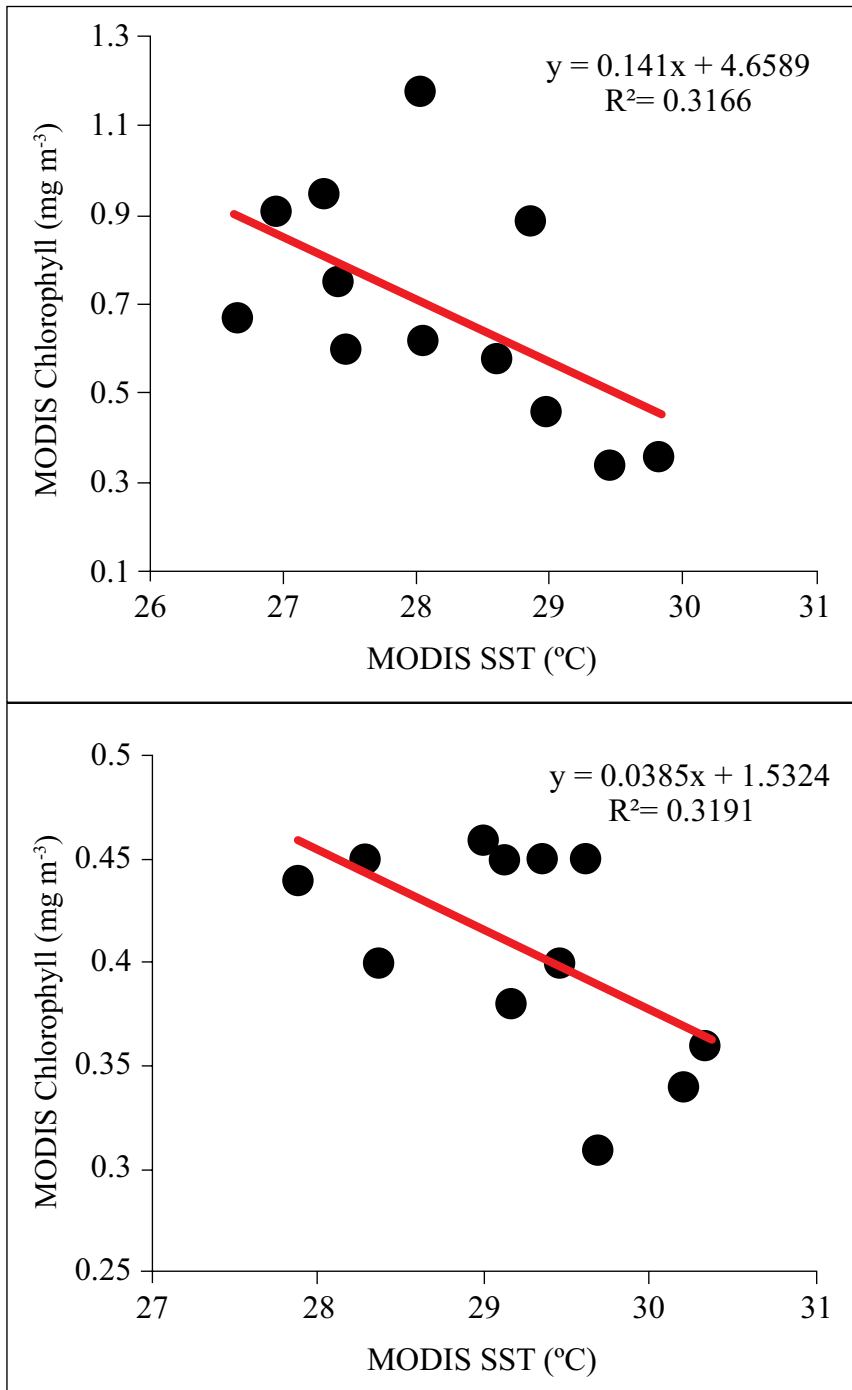 y = 0.141x + 4.6589
R²= 0.3166
MODIS Chlorophyll (mg m⁻³)
1.3
1.1
0.9
0.7
0.5
0.3
0.1
26 27 28 29 30 31
MODIS SST (ºC)
y = 0.0385x + 1.5324
R²= 0.3191
MODIS Chlorophyll (mg m⁻³)
0.5
0.45
0.4
0.35
0.3
0.25
27 28 29 30 31
MODIS SST (ºC)